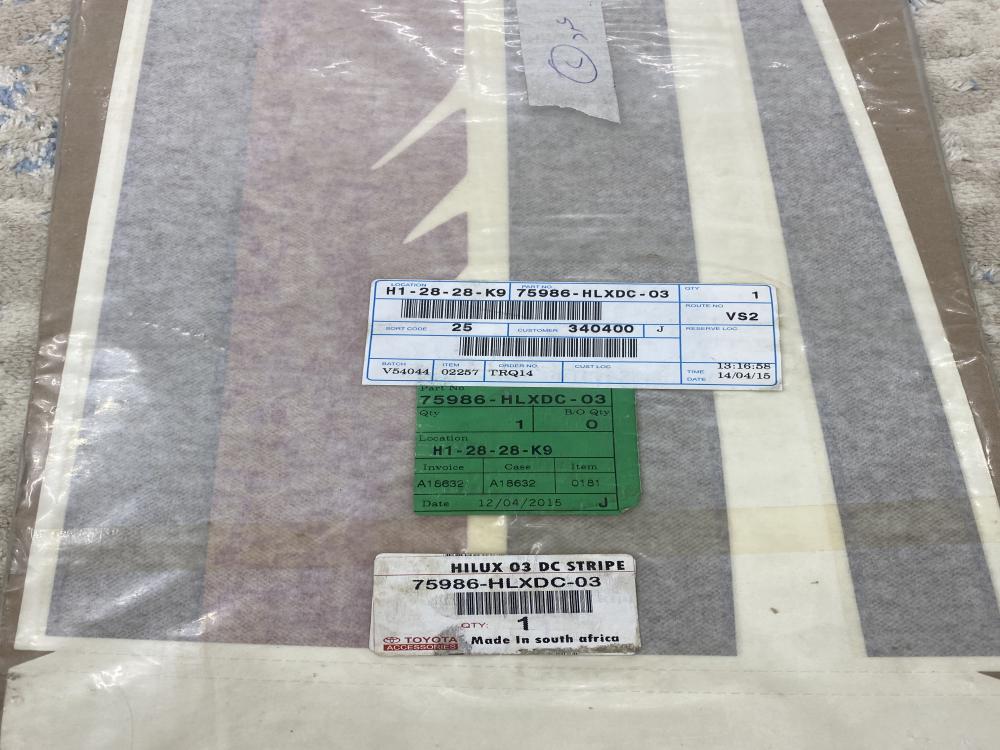 LOCATION PART NO. QTY
H1-28-28-K9 75986-HLXDC-03 1
ROUTE NO
VS2
SORT CODE 25 CUSTOMER 340400 J RESERVE LOC
BATCH ITEM ORDER NO. CUST LOC TIME 13:16:58
V54044 02257 TRQ14 DATE 14/04/15
Part No
75986-HLXDC-03
Qty B/O Qty
1 0
Location
H1-28-28-K9
Invoice Case Item
A18632 A18632 0181
Date 12/04/2015 J
HILUX 03 DC STRIPE
75986-HLXDC-03
QTY: 1
TOYOTA Made In south africa
ACCESSORIES